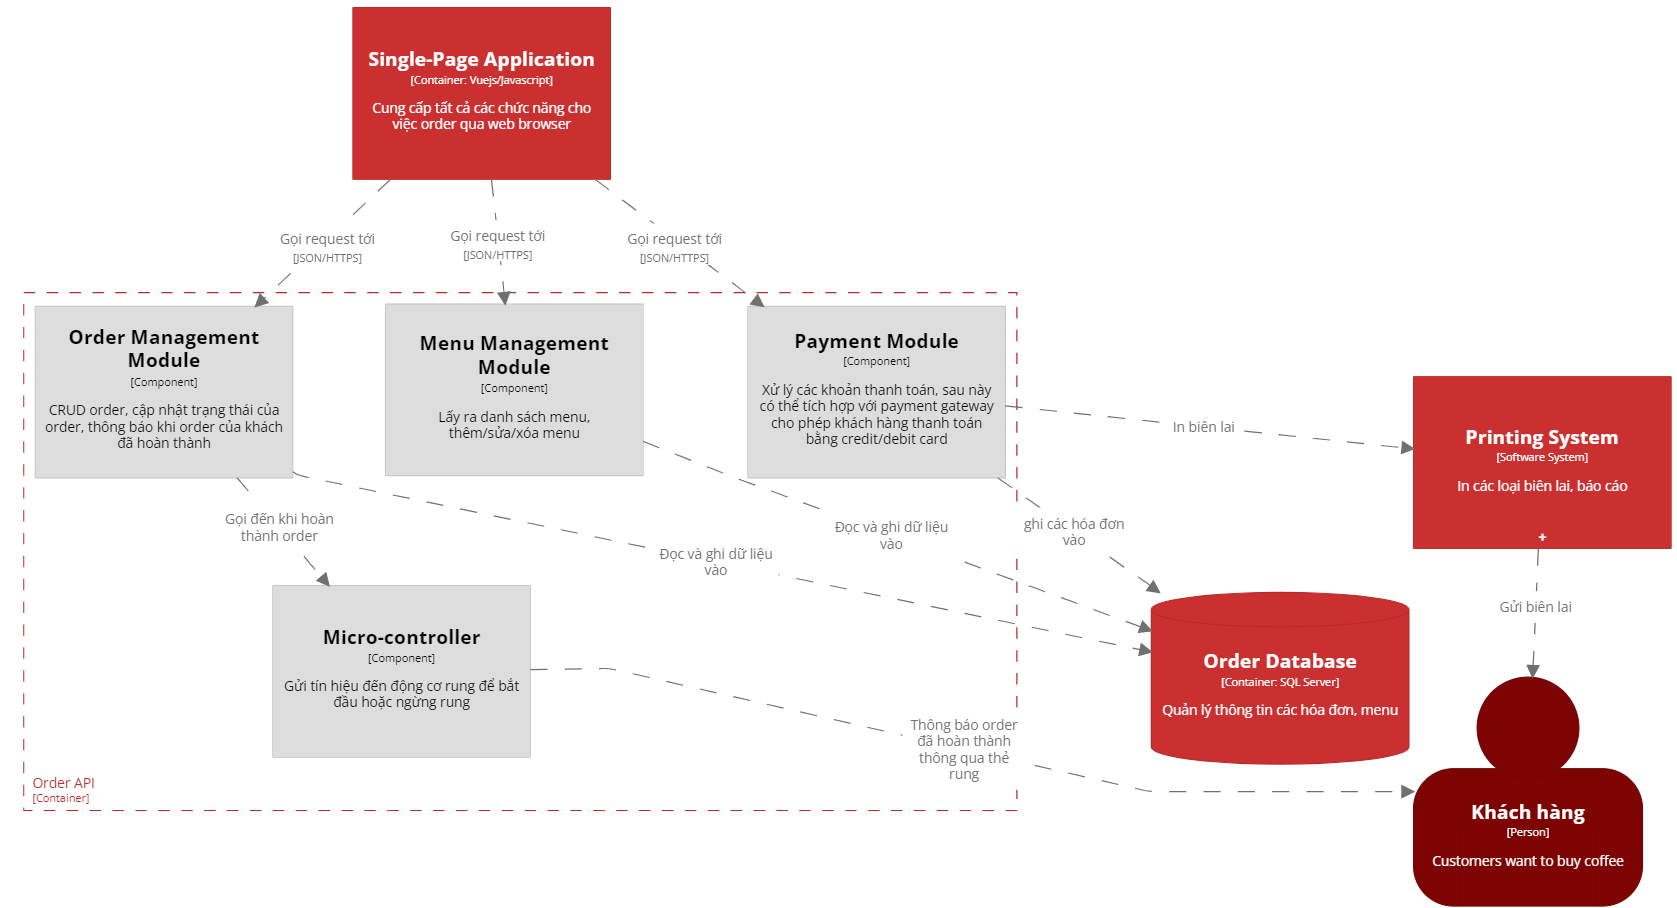 Single-Page Application
[Container: Vuejs/Javascript]
Cung cấp tất cả các chức năng cho
việc order qua web browser
Gọi request tới
[JSON/HTTPS]
Gọi request tới
[JSON/HTTPS]
Gọi request tới
[JSON/HTTPS]
Order Management
Module
[Component]
CRUD order, cập nhật trạng thái của
order, thông báo khi order của khách
đã hoàn thành
Menu Management
Module
[Component]
Lấy ra danh sách menu,
thêm/sửa/xóa menu
Payment Module
[Component]
Xử lý các khoản thanh toán, sau này
có thể tích hợp với payment gateway
cho phép khách hàng thanh toán
bằng credit/debit card
In biên lai
Printing System
[Software System]
In các loại biên lai, báo cáo
+
Gọi đến khi hoàn
thành order
Đọc và ghi dữ liệu
vào
Đọc và ghi dữ liệu
vào
ghi các hóa đơn
vào
Gửi biên lai
Micro-controller
[Component]
Gửi tín hiệu đến động cơ rung để bắt
đầu hoặc ngừng rung
Order Database
[Container: SQL Server]
Quản lý thông tin các hóa đơn, menu
Thông báo order
đã hoàn thành
thông qua thẻ
rung
Order API
[Container]
Khách hàng
[Person]
Customers want to buy coffee